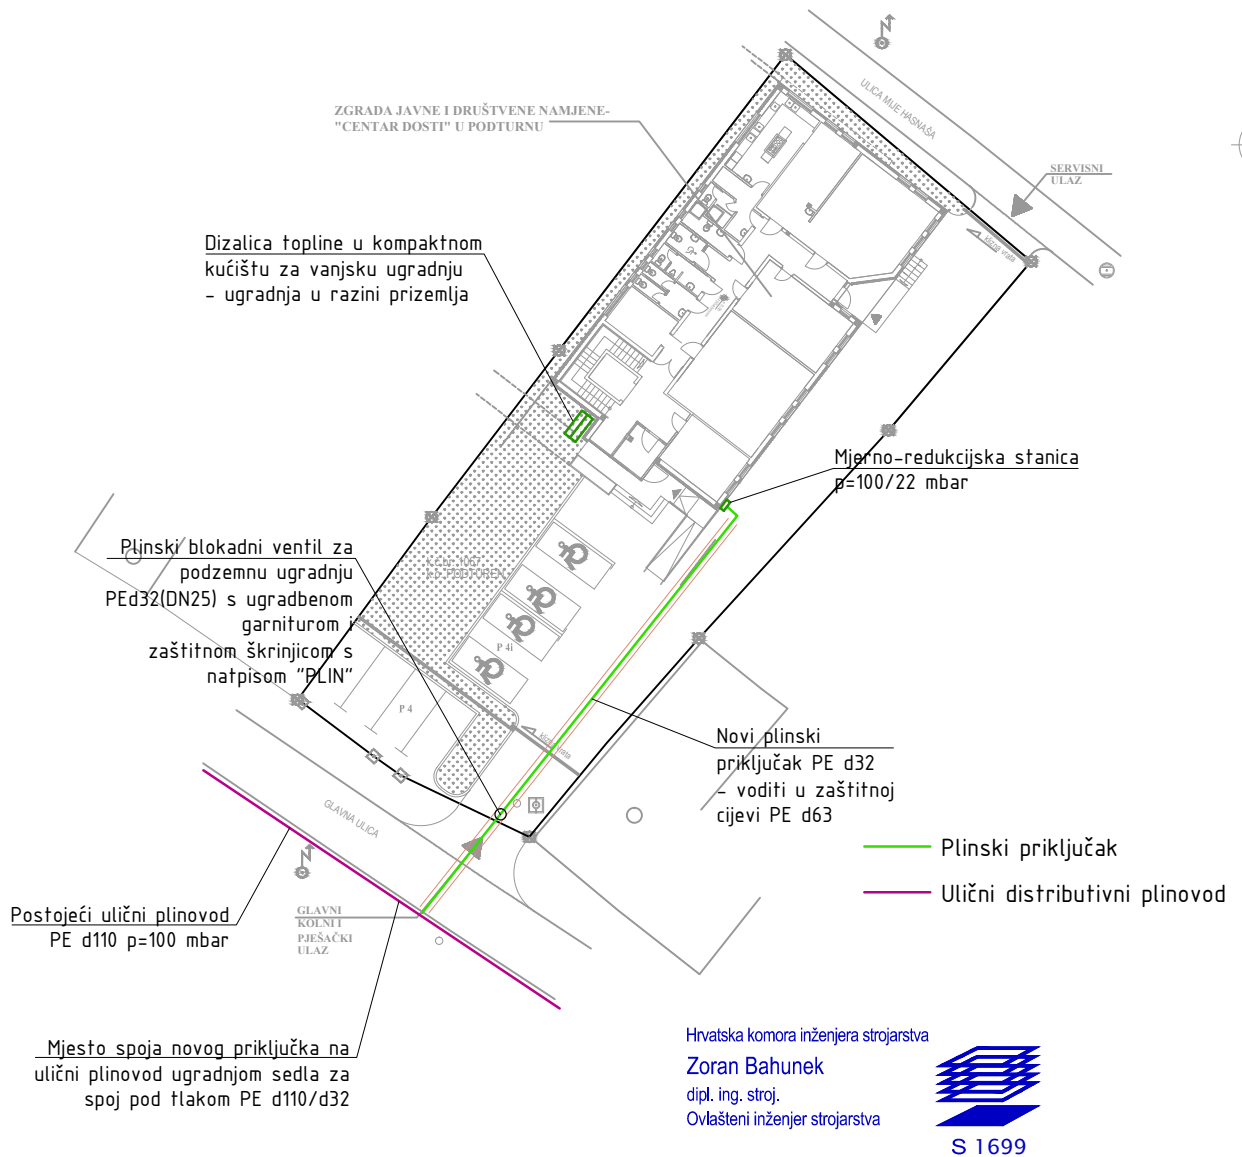 ULICA MIJE HASNAŠA
ZGRADA JAVNE I DRUŠTVENE NAMJENE-
"CENTAR DOSTI" U PODTURNU
SERVISNI
ULAZ
klizna vrata
Dizalica topline u kompaktnom
kućištu za vanjsku ugradnju
- ugradnja u razini prizemlja
Mjerno-redukcijska stanica
p=100/22 mbar
Plinski blokadni ventil za
podzemnu ugradnju
PEd32(DN25) s ugradbenom
garniturom i
zaštitnom škrinjicom s
natpisom "PLIN"
P 4i
P 4
klizna vrata
Novi plinski
priključak PE d32
- voditi u zaštitnoj
cijevi PE d63
GLAVNA ULICA
Plinski priključak
Ulični distributivni plinovod
Postojeći ulični plinovod
PE d110 p=100 mbar
GLAVNI
KOLNI I
PJEŠAČKI
ULAZ
Mjesto spoja novog priključka na
ulični plinovod ugradnjom sedla za
spoj pod tlakom PE d110/d32
Hrvatska komora inženjera strojarstva
Zoran Bahunek
dipl. ing. stroj.
Ovlašteni inženjer strojarstva
S 1699